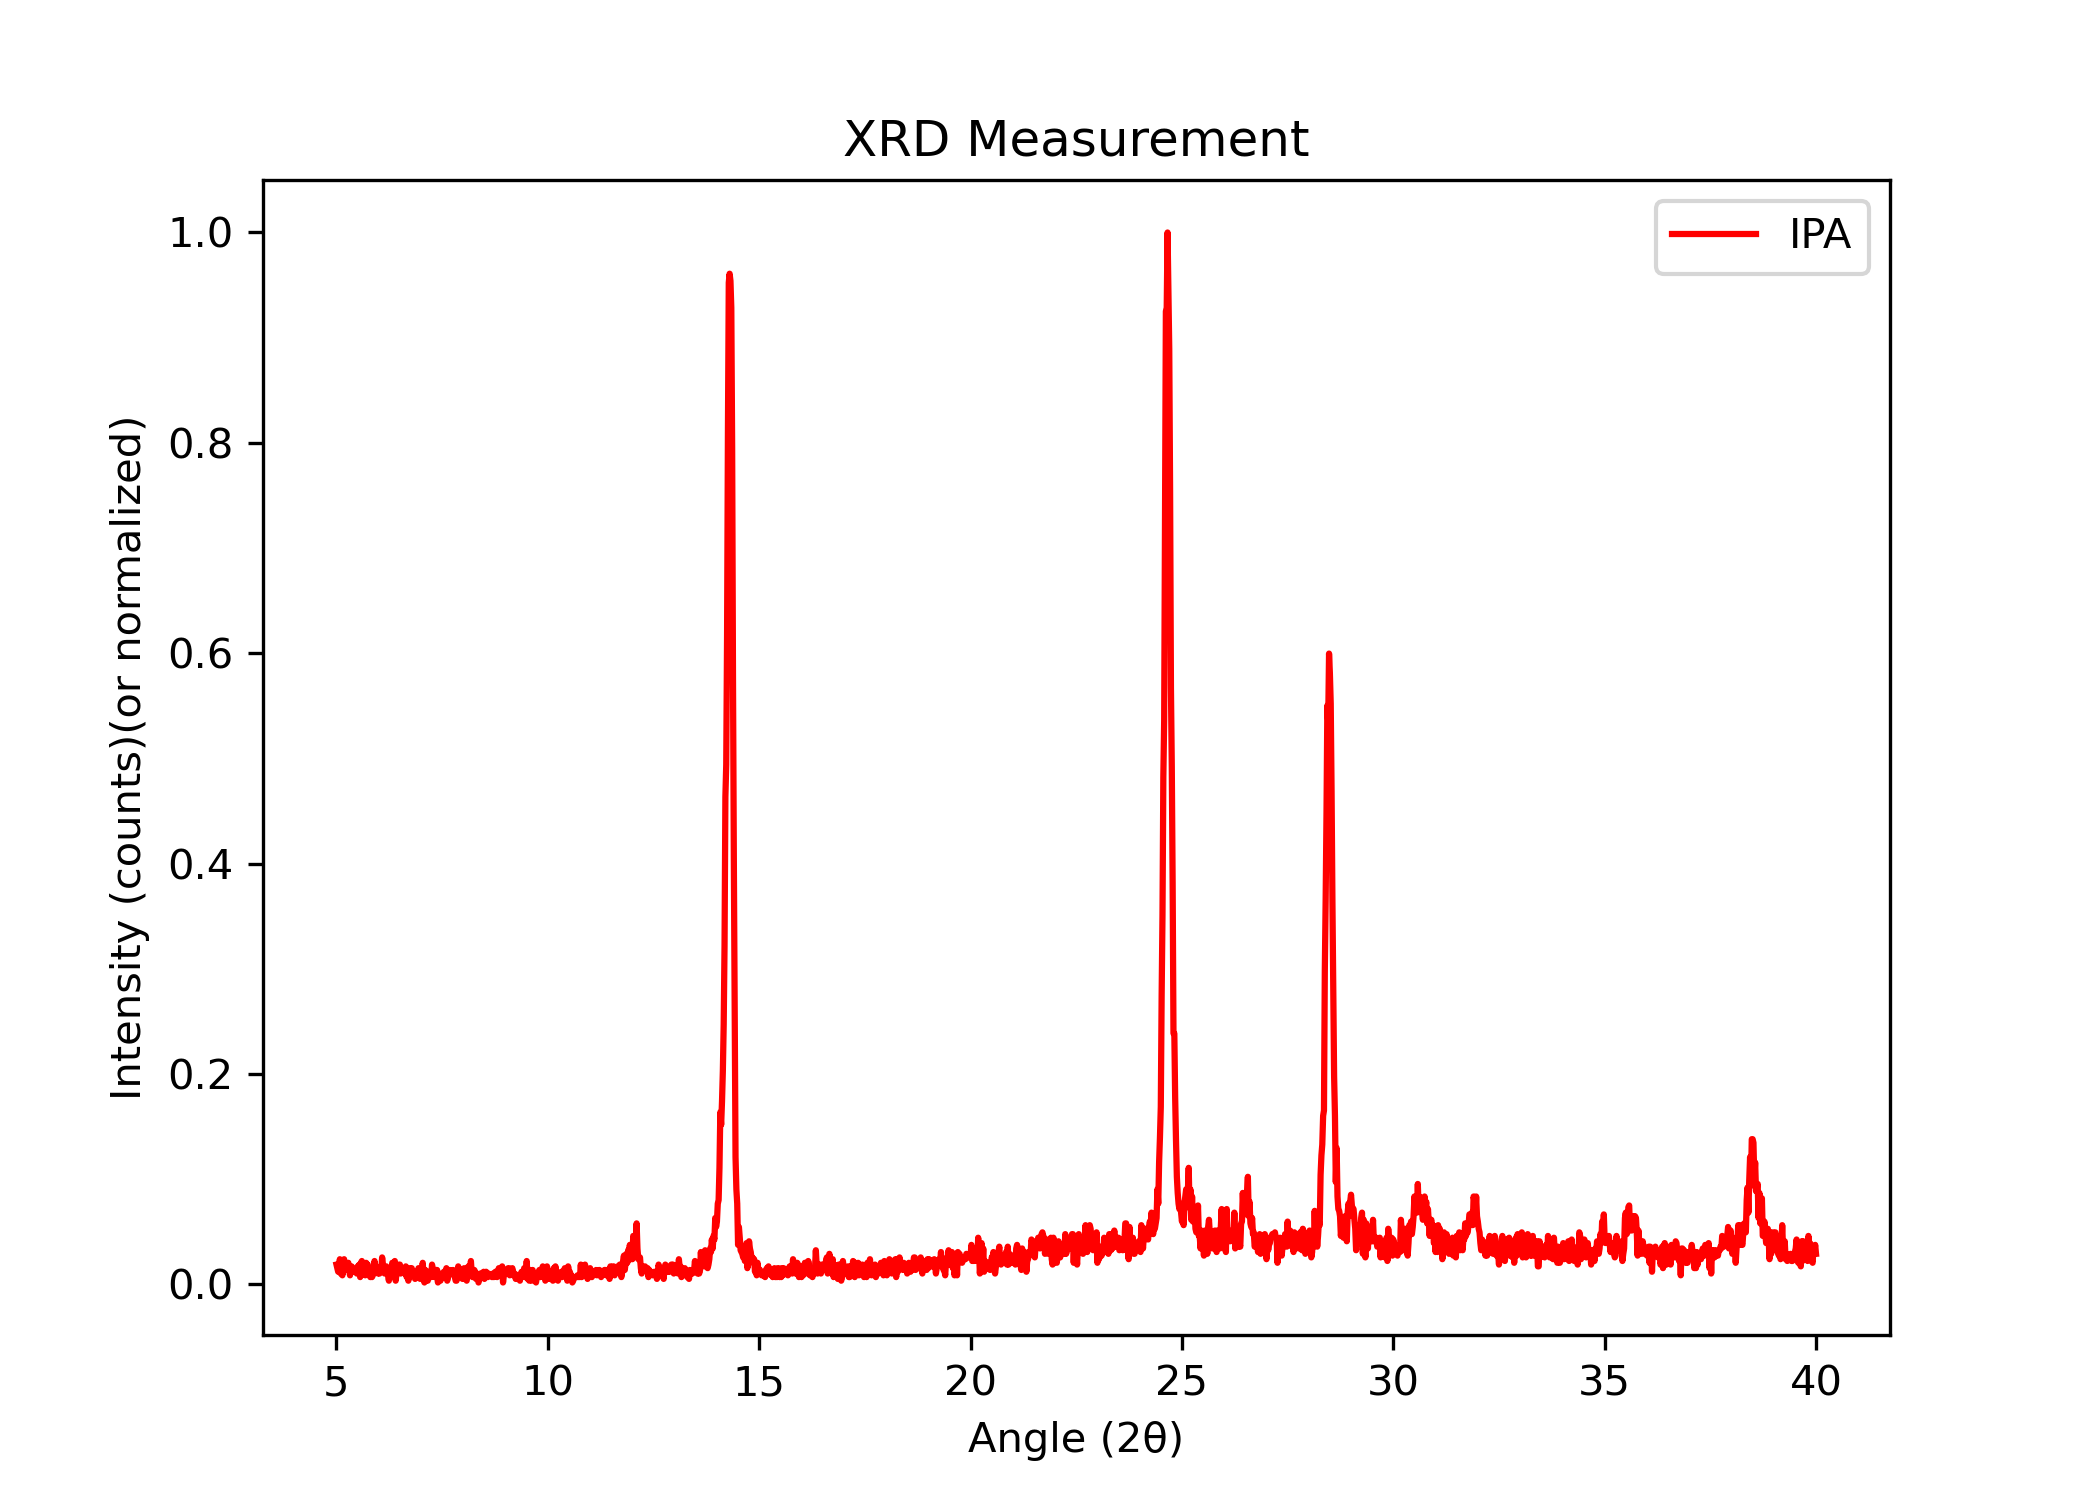 XRD Measurement
IPA
Intensity (counts)(or normalized)
1.0
0.8
0.6
0.4
0.2
0.0
5 10 15 20 25 30 35 40
Angle (2θ)